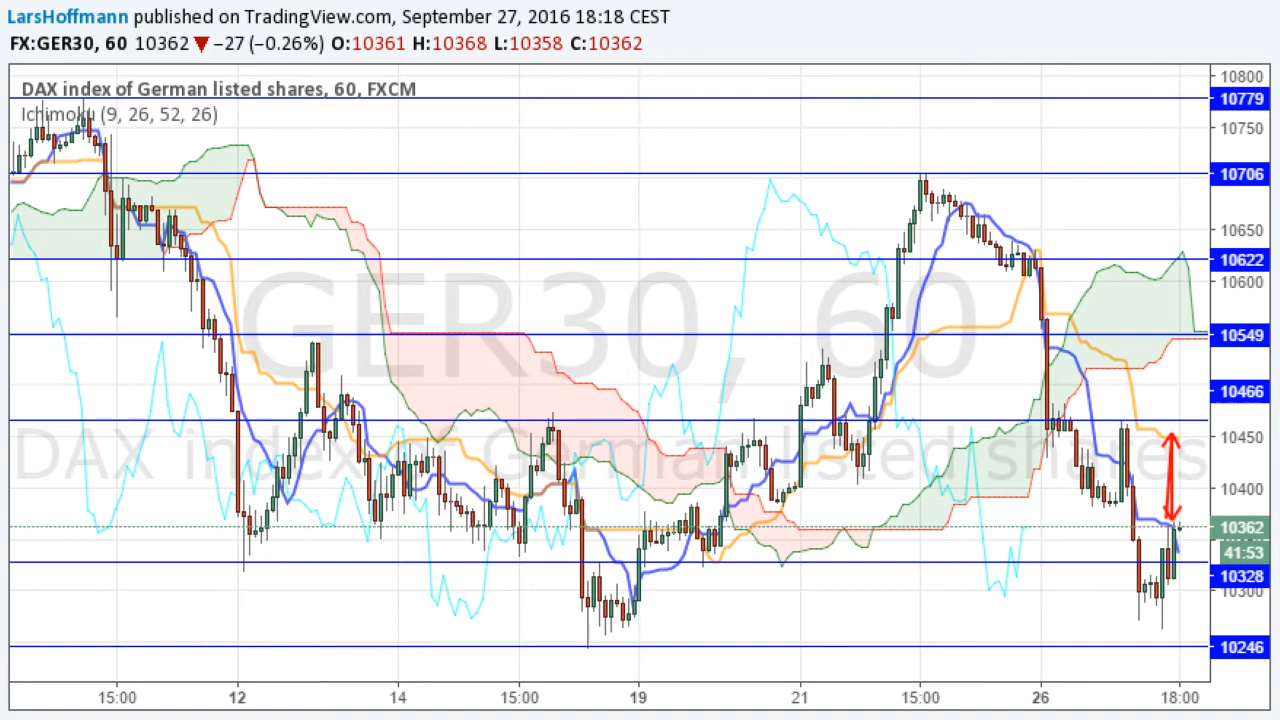 LarsHoffmann published on TradingView.com, September 27, 2016 18:18 CEST
FX:GER30, 60 10362 ▼ −27 (−0.26%) O:10361 H:10368 L:10358 C:10362
DAX index of German listed shares, 60, FXCM
Ichimoku (9, 26, 52, 26)
GER30, 60
DAX index of German listed shares
10800
10779
10750
10706
10650
10622
10600
10549
10466
10450
10400
10362
41:53
10328
10300
10246
15:00 12 14 15:00 19 21 15:00 26 18:00